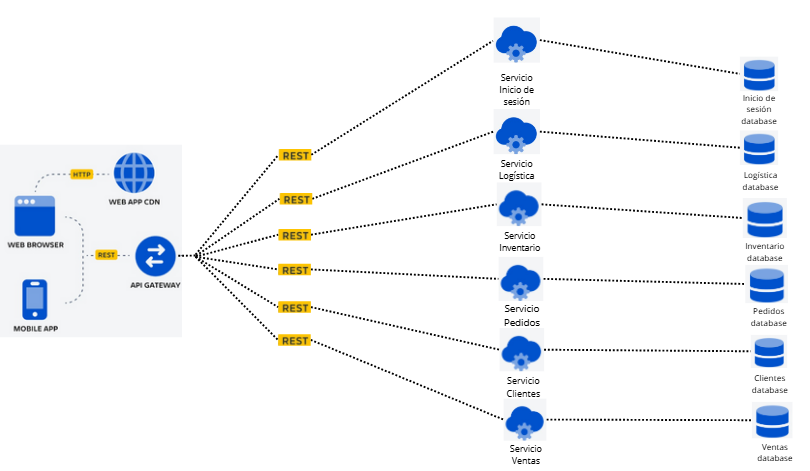 HTTP
WEB APP CDN
WEB BROWSER
REST
API GATEWAY
MOBILE APP
REST
REST
REST
REST
REST
REST
Servicio
Inicio de
sesión
Servicio
Logística
Servicio
Inventario
Servicio
Pedidos
Servicio
Clientes
Servicio
Ventas
Inicio de
sesión
database
Logística
database
Inventario
database
Pedidos
database
Clientes
database
Ventas
database